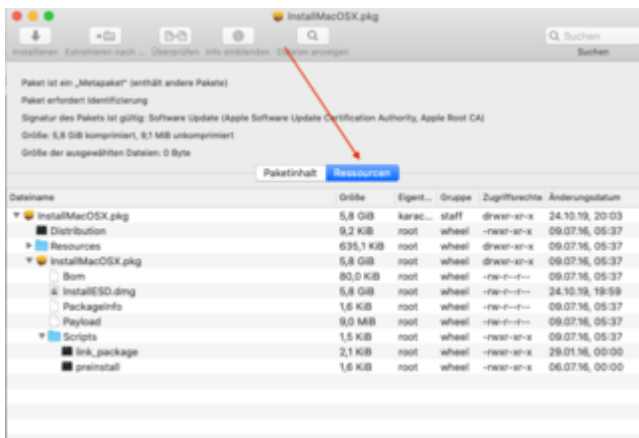 InstallMacOSX.pkg
Suchen
Installieren Extrahieren nach ... Überprüfen Info einblenden Dateien anzeigen Suchen
Paket ist ein „Metapaket“ (enthält andere Pakete)
Paket erfordert Identifizierung
Signatur des Pakets ist gültig: Software Update (Apple Software Update Certification Authority, Apple Root CA)
Größe: 5,8 GiB komprimiert, 9,1 MiB unkomprimiert
Größe der ausgewählten Dateien: 0 Byte
Paketinhalt Ressourcen
Dateiname Größe Eigent... Gruppe Zugriffsrechte Änderungsdatum
InstallMacOSX.pkg 5,8 GiB karac... staff drwxr-xr-x 24.10.19, 20:03
Distribution 9,2 KiB root wheel -rwxr-xr-x 09.07.16, 05:37
Resources 635,1 KiB root wheel drwxr-xr-x 09.07.16, 05:37
InstallMacOSX.pkg 5,8 GiB root wheel drwxr-xr-x 09.07.16, 05:37
Bom 80,0 KiB root wheel -rw-r--r-- 09.07.16, 05:37
InstallESD.dmg 5,8 GiB root wheel -rw-r--r-- 24.10.19, 19:59
PackageInfo 1,6 KiB root wheel -rw-r--r-- 09.07.16, 05:37
Payload 9,0 MiB root wheel -rw-r--r-- 09.07.16, 05:37
Scripts 1,5 KiB root wheel -rwxr-xr-x 09.07.16, 05:37
link_package 2,1 KiB root wheel -rwxr-xr-x 29.01.16, 00:00
preinstall 1,6 KiB root wheel -rwxr-xr-x 06.07.16, 00:00